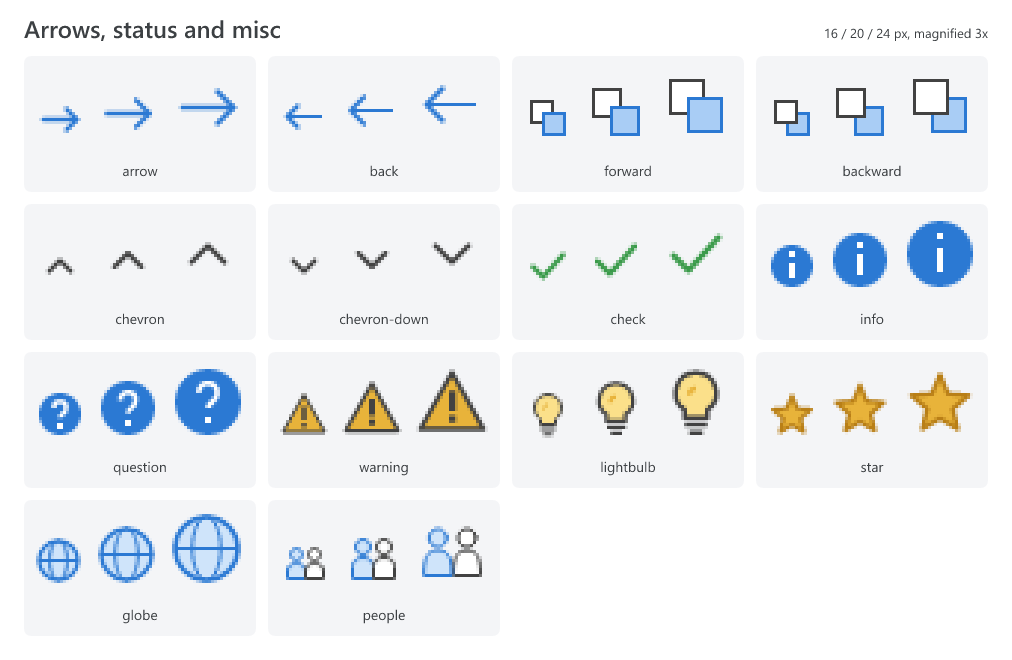 Arrows, status and misc
16 / 20 / 24 px, magnified 3x
arrow
back
forward
backward
chevron
chevron-down
check
info
question
warning
lightbulb
star
globe
people